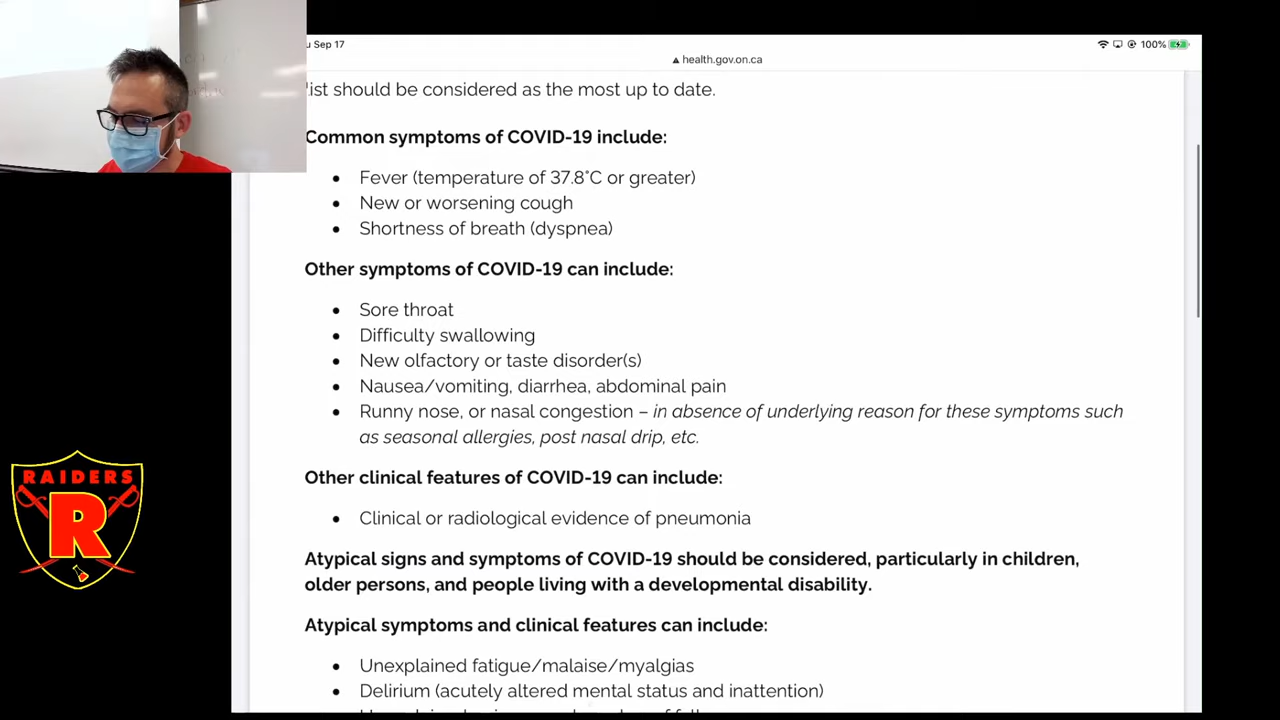 u Sep 17
100%
health.gov.on.ca
list should be considered as the most up to date.
Common symptoms of COVID-19 include:
• Fever (temperature of 37.8°C or greater)
• New or worsening cough
• Shortness of breath (dyspnea)
Other symptoms of COVID-19 can include:
• Sore throat
• Difficulty swallowing
• New olfactory or taste disorder(s)
• Nausea/vomiting, diarrhea, abdominal pain
• Runny nose, or nasal congestion – in absence of underlying reason for these symptoms such
as seasonal allergies, post nasal drip, etc.
Other clinical features of COVID-19 can include:
• Clinical or radiological evidence of pneumonia
Atypical signs and symptoms of COVID-19 should be considered, particularly in children,
older persons, and people living with a developmental disability.
Atypical symptoms and clinical features can include:
• Unexplained fatigue/malaise/myalgias
• Delirium (acutely altered mental status and inattention)
RAIDERS
R